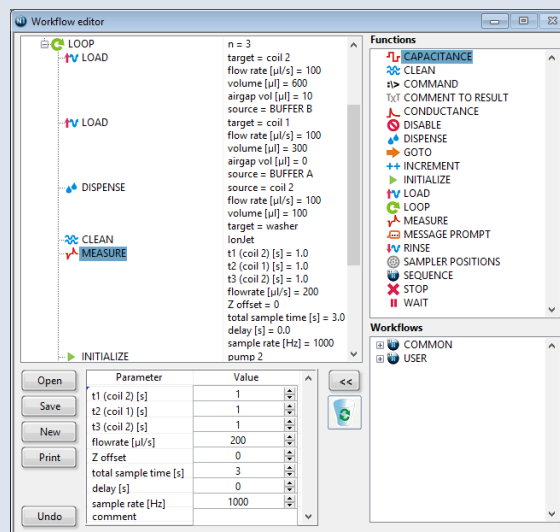 Workflow editor
LOOP n = 3
LOAD target = coil 2
flow rate [µl/s] = 100
volume [µl] = 600
airgap vol [µl] = 10
source = BUFFER B
LOAD target = coil 1
flow rate [µl/s] = 100
volume [µl] = 300
airgap vol [µl] = 0
source = BUFFER A
DISPENSE source = coil 2
flow rate [µl/s] = 100
volume [µl] = 100
target = washer
CLEAN IonJet
MEASURE t1 (coil 2) [s] = 1.0
t2 (coil 1) [s] = 1.0
t3 (coil 2) [s] = 1.0
flowrate [µl/s] = 200
Z offset = 0
total sample time [s] = 3.0
delay [s] = 0.0
sample rate [Hz] = 1000
INITIALIZE pump 2
Functions
CAPACITANCE
CLEAN
:\> COMMAND
TxT COMMENT TO RESULT
CONDUCTANCE
DISABLE
DISPENSE
GOTO
++ INCREMENT
INITIALIZE
LOAD
LOOP
MEASURE
MESSAGE PROMPT
RINSE
SAMPLER POSITIONS
SEQUENCE
STOP
WAIT
Workflows
COMMON
USER
Open
Save
New
Print
Undo
Parameter Value
t1 (coil 2) [s] 1
t2 (coil 1) [s] 1
t3 (coil 2) [s] 1
flowrate [µl/s] 200
Z offset 0
total sample time [s] 3
delay [s] 0
sample rate [Hz] 1000
comment
<<